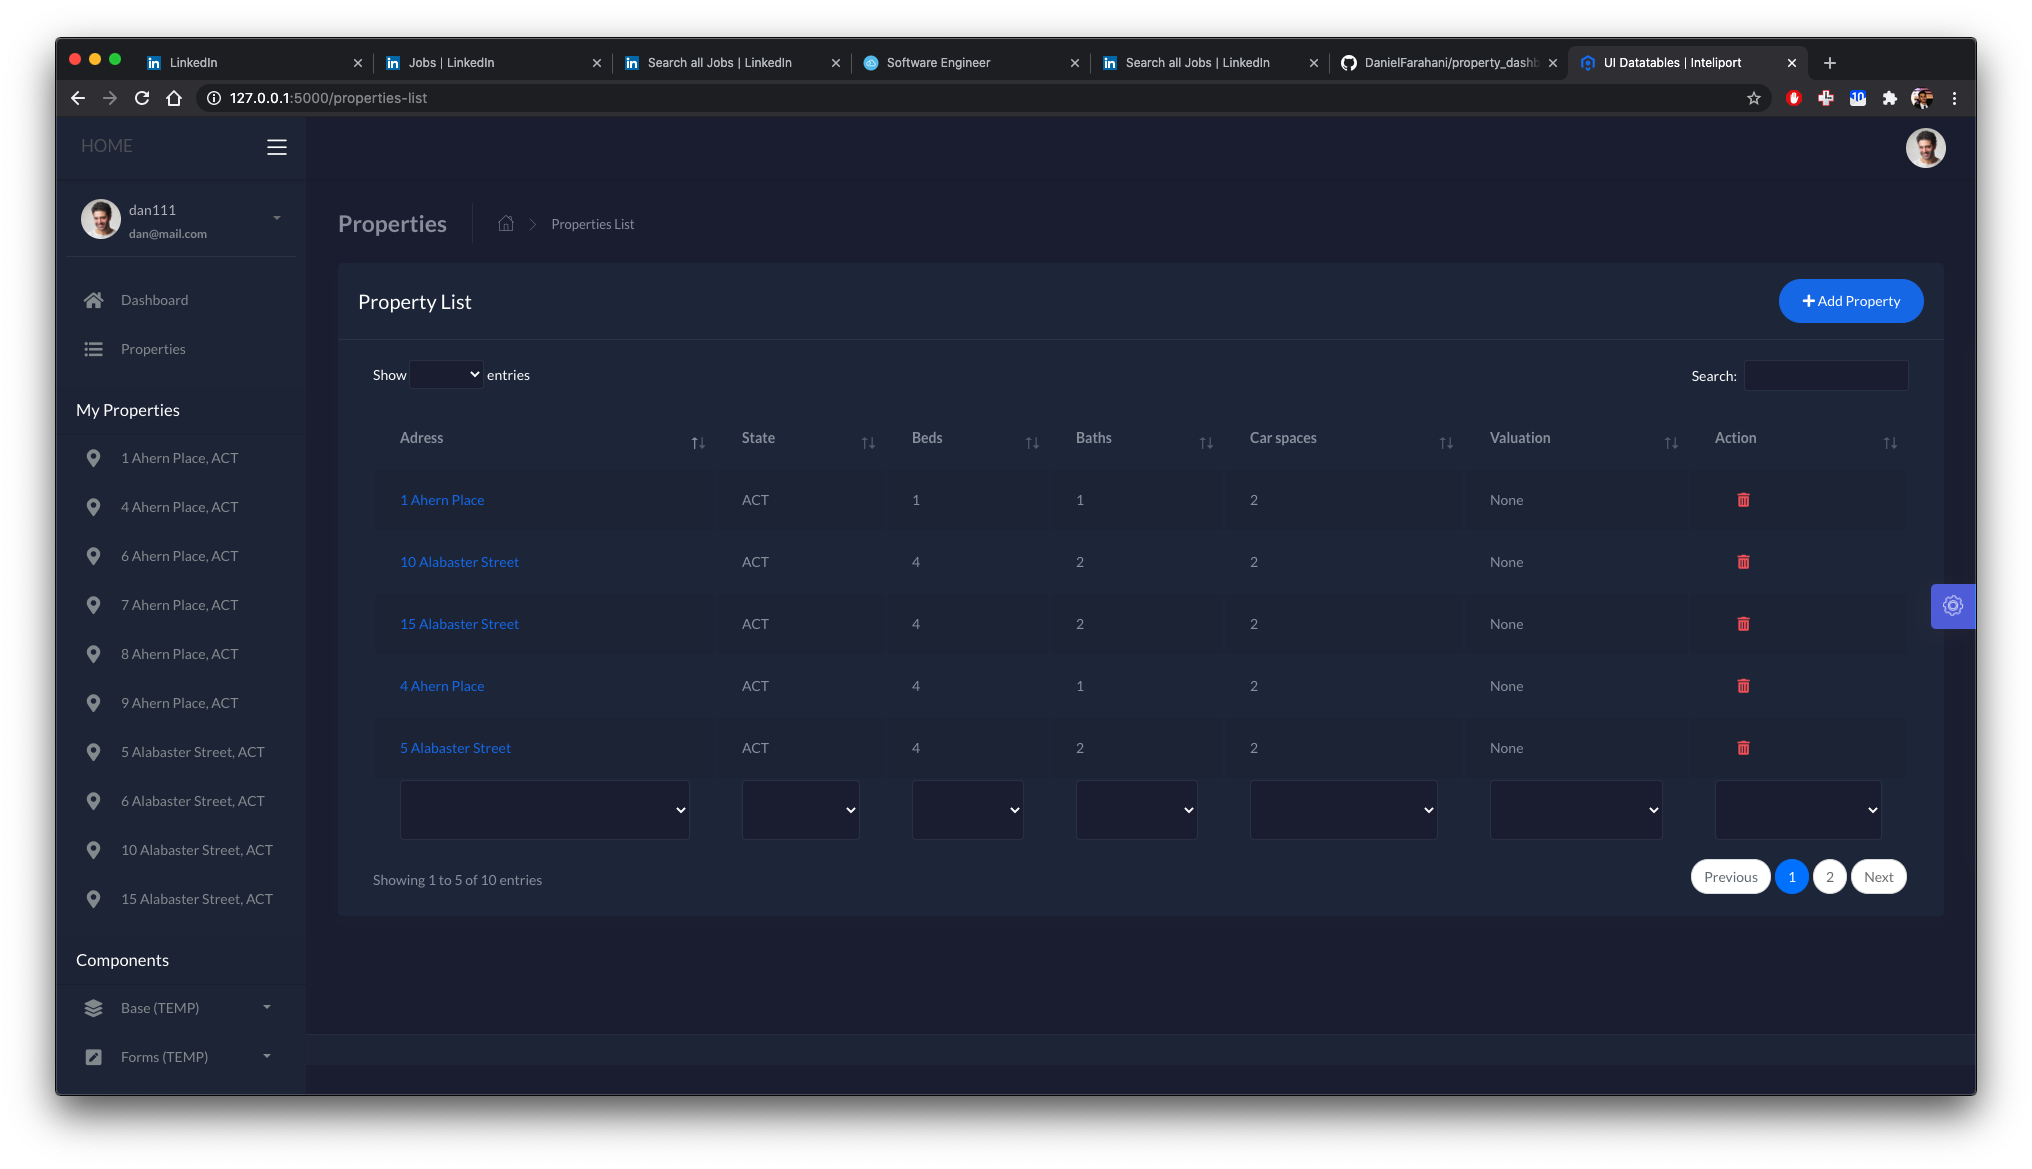 LinkedIn
Jobs | LinkedIn
Search all Jobs | LinkedIn
Software Engineer
Search all Jobs | LinkedIn
DanielFarahani/property_dashb
UI Datatables | Inteliport
127.0.0.1:5000/properties-list
10
HOME
dan111
dan@mail.com
Dashboard
Properties
My Properties
1 Ahern Place, ACT
4 Ahern Place, ACT
6 Ahern Place, ACT
7 Ahern Place, ACT
8 Ahern Place, ACT
9 Ahern Place, ACT
5 Alabaster Street, ACT
6 Alabaster Street, ACT
10 Alabaster Street, ACT
15 Alabaster Street, ACT
Components
Base (TEMP)
Forms (TEMP)
Properties
Properties List
Property List
Add Property
Show entries
Search:
Adress State Beds Baths Car spaces Valuation Action
1 Ahern Place ACT 1 1 2 None
10 Alabaster Street ACT 4 2 2 None
15 Alabaster Street ACT 4 2 2 None
4 Ahern Place ACT 4 1 2 None
5 Alabaster Street ACT 4 2 2 None
Showing 1 to 5 of 10 entries
Previous 1 2 Next